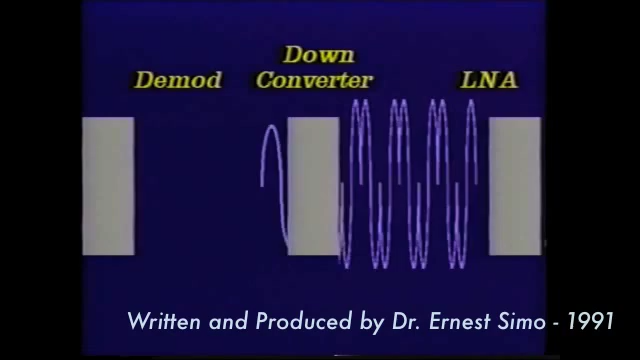 Down
Demod Converter LNA
Written and Produced by Dr. Ernest Simo - 1991